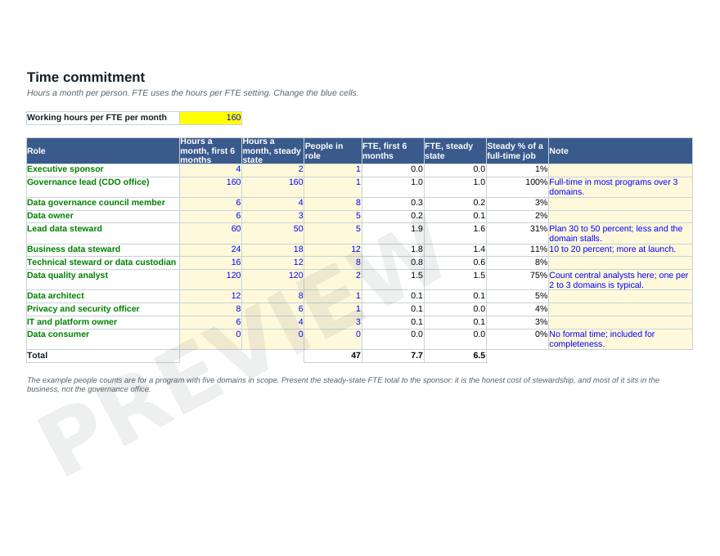 Time commitment
Hours a month per person. FTE uses the hours per FTE setting. Change the blue cells.
Working hours per FTE per month 160
Role Hours a month, first 6 months Hours a month, steady state People in role FTE, first 6 months FTE, steady state Steady % of a full-time job Note
Executive sponsor 4 2 1 0.0 0.0 1%
Governance lead (CDO office) 160 160 1 1.0 1.0 100% Full-time in most programs over 3 domains.
Data governance council member 6 4 8 0.3 0.2 3%
Data owner 6 3 5 0.2 0.1 2%
Lead data steward 60 50 5 1.9 1.6 31% Plan 30 to 50 percent; less and the domain stalls.
Business data steward 24 18 12 1.8 1.4 11% 10 to 20 percent; more at launch.
Technical steward or data custodian 16 12 8 0.8 0.6 8%
Data quality analyst 120 120 2 1.5 1.5 75% Count central analysts here; one per 2 to 3 domains is typical.
Data architect 12 8 1 0.1 0.1 5%
Privacy and security officer 8 6 1 0.1 0.0 4%
IT and platform owner 6 4 3 0.1 0.1 3%
Data consumer 0 0 0 0.0 0.0 0% No formal time; included for completeness.
Total 47 7.7 6.5
The example people counts are for a program with five domains in scope. Present the steady-state FTE total to the sponsor: it is the honest cost of stewardship, and most of it sits in the
business, not the governance office.
PREVIEW